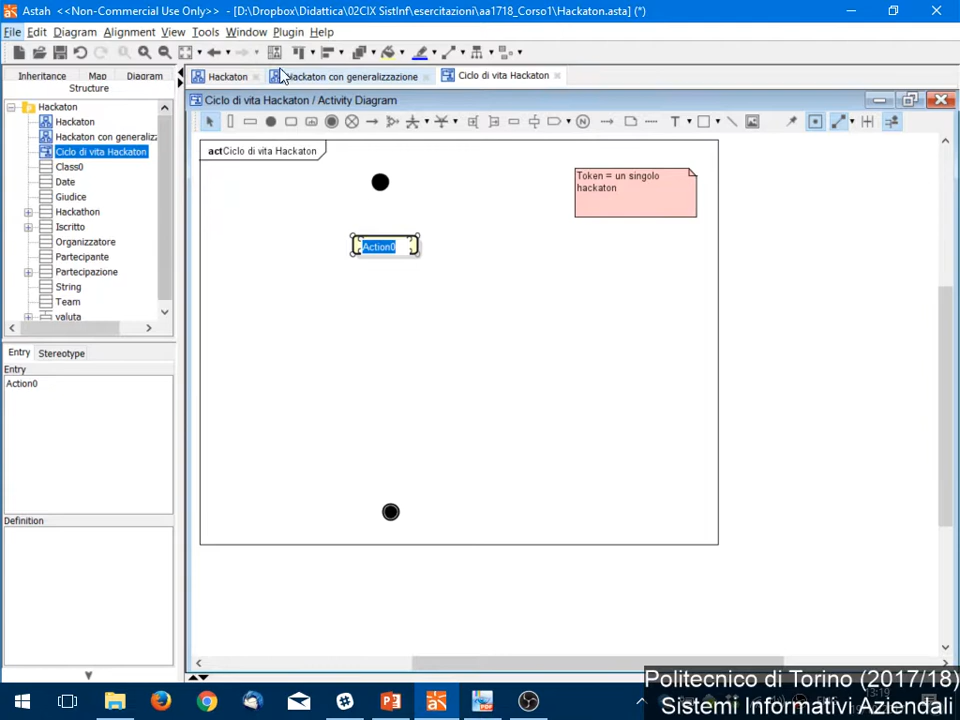 Astah <<Non-Commercial Use Only>> - [D:\Dropbox\Didattica\02CIX SistInf\esercitazioni\aa1718_Corso1\Hackaton.asta] (*)
File Edit Diagram Alignment View Tools Window Plugin Help
Inheritance Map Diagram
Structure
Hackaton Hackaton con generalizzazione Ciclo di vita Hackaton
Ciclo di vita Hackaton / Activity Diagram
Hackaton
Hackaton
Hackaton con generaliz
Ciclo di vita Hackaton
Class0
Date
Giudice
Hackathon
Iscritto
Organizzatore
Partecipante
Partecipazione
String
Team
valuta
act Ciclo di vita Hackaton
Token = un singolo
hackaton
Action0
Entry Stereotype
Entry
Action0
Definition
Politecnico di Torino (2017/18)
Sistemi Informativi Aziendali